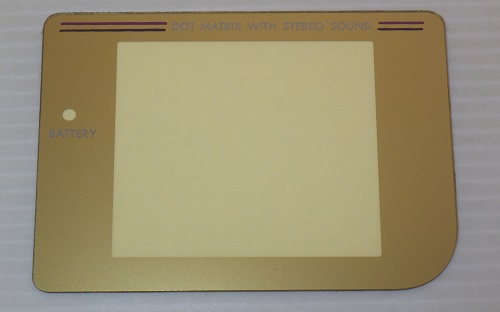 DOT MATRIX WITH STEREO SOUND
BATTERY